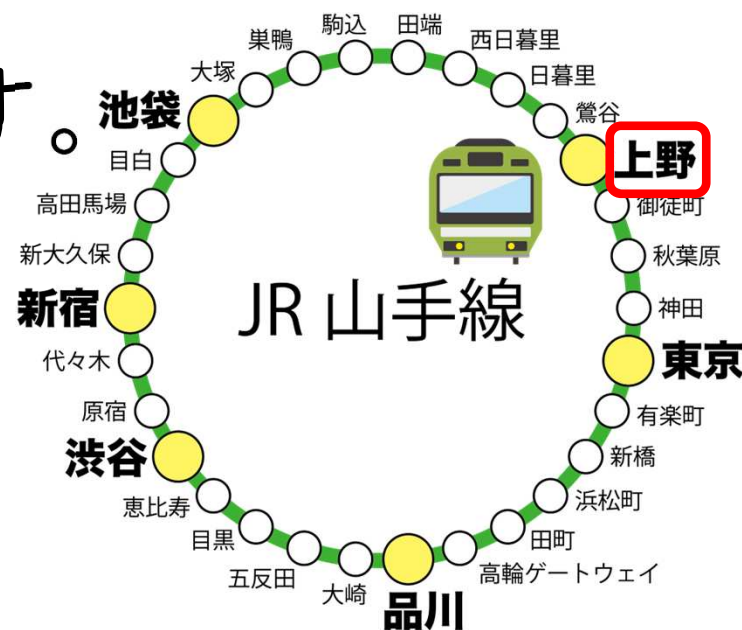 す。
JR 山手線
駒込
田端
西日暮里
日暮里
鶯谷
上野
御徒町
秋葉原
神田
東京
有楽町
新橋
浜松町
田町
高輪ゲートウェイ
品川
大崎
五反田
目黒
恵比寿
渋谷
原宿
代々木
新宿
新大久保
高田馬場
目白
池袋
大塚
巣鴨